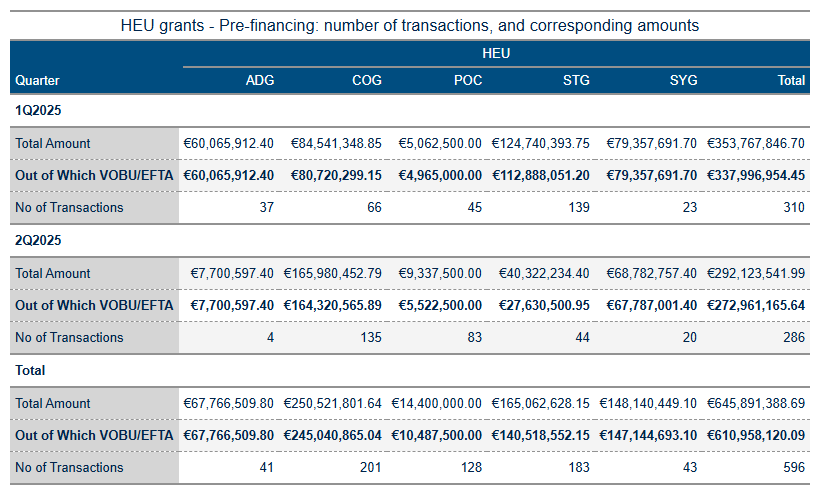 HEU grants - Pre-financing: number of transactions, and corresponding amounts
HEU
Quarter ADG COG POC STG SYG Total
1Q2025
Total Amount €60,065,912.40 €84,541,348.85 €5,062,500.00 €124,740,393.75 €79,357,691.70 €353,767,846.70
Out of Which VOBU/EFTA €60,065,912.40 €80,720,299.15 €4,965,000.00 €112,888,051.20 €79,357,691.70 €337,996,954.45
No of Transactions 37 66 45 139 23 310
2Q2025
Total Amount €7,700,597.40 €165,980,452.79 €9,337,500.00 €40,322,234.40 €68,782,757.40 €292,123,541.99
Out of Which VOBU/EFTA €7,700,597.40 €164,320,565.89 €5,522,500.00 €27,630,500.95 €67,787,001.40 €272,961,165.64
No of Transactions 4 135 83 44 20 286
Total
Total Amount €67,766,509.80 €250,521,801.64 €14,400,000.00 €165,062,628.15 €148,140,449.10 €645,891,388.69
Out of Which VOBU/EFTA €67,766,509.80 €245,040,865.04 €10,487,500.00 €140,518,552.15 €147,144,693.10 €610,958,120.09
No of Transactions 41 201 128 183 43 596